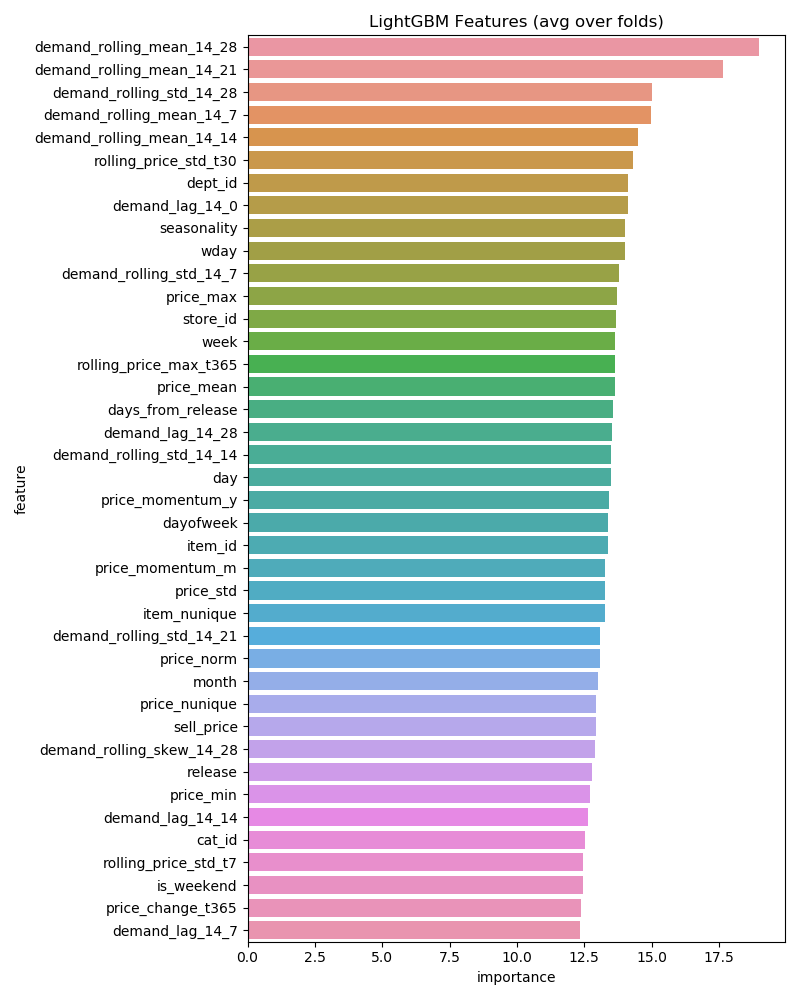 LightGBM Features (avg over folds)
demand_rolling_mean_14_28
demand_rolling_mean_14_21
demand_rolling_std_14_28
demand_rolling_mean_14_7
demand_rolling_mean_14_14
rolling_price_std_t30
dept_id
demand_lag_14_0
seasonality
wday
demand_rolling_std_14_7
price_max
store_id
week
rolling_price_max_t365
price_mean
days_from_release
demand_lag_14_28
demand_rolling_std_14_14
day
price_momentum_y
dayofweek
item_id
price_momentum_m
price_std
item_nunique
demand_rolling_std_14_21
price_norm
month
price_nunique
sell_price
demand_rolling_skew_14_28
release
price_min
demand_lag_14_14
cat_id
rolling_price_std_t7
is_weekend
price_change_t365
demand_lag_14_7
feature
0.0 2.5 5.0 7.5 10.0 12.5 15.0 17.5
importance